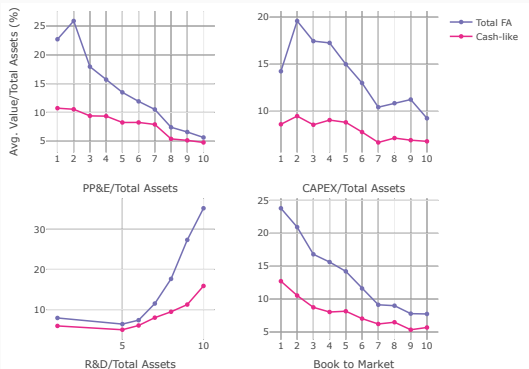 Avg. Value/Total Assets (%)
25
20
15
10
5
1 2 3 4 5 6 7 8 9 10
PP&E/Total Assets
20
15
10
1 2 3 4 5 6 7 8 9 10
CAPEX/Total Assets
Total FA
Cash-like
30
20
10
5 10
R&D/Total Assets
25
20
15
10
5
1 2 3 4 5 6 7 8 9 10
Book to Market